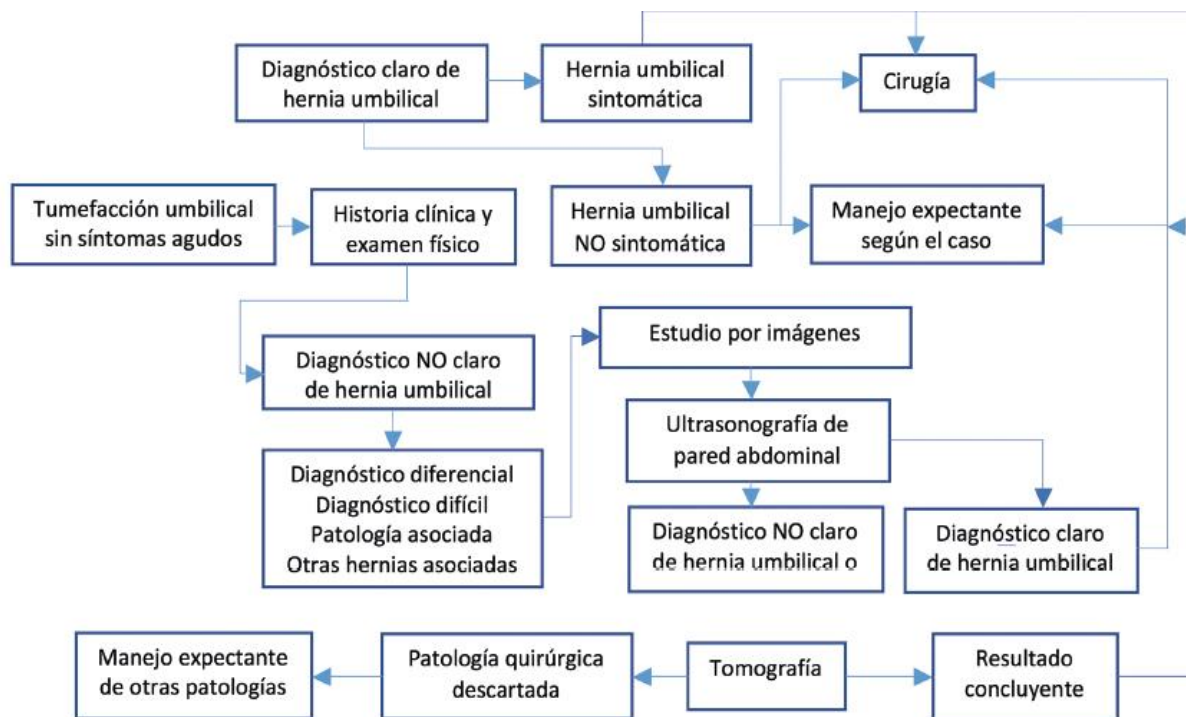 Diagnóstico claro de
hernia umbilical
Hernia umbilical
sintomática
Cirugía
Tumefacción umbilical
sin síntomas agudos
Historia clínica y
examen físico
Hernia umbilical
NO sintomática
Manejo expectante
según el caso
Diagnóstico NO claro
de hernia umbilical
Estudio por imágenes
Ultrasonografía de
pared abdominal
Diagnóstico diferencial
Diagnóstico difícil
Patología asociada
Otras hernias asociadas
Diagnóstico NO claro
de hernia umbilical o
Diagnóstico claro
de hernia umbilical
Manejo expectante
de otras patologías
Patología quirúrgica
descartada
Tomografía
Resultado
concluyente